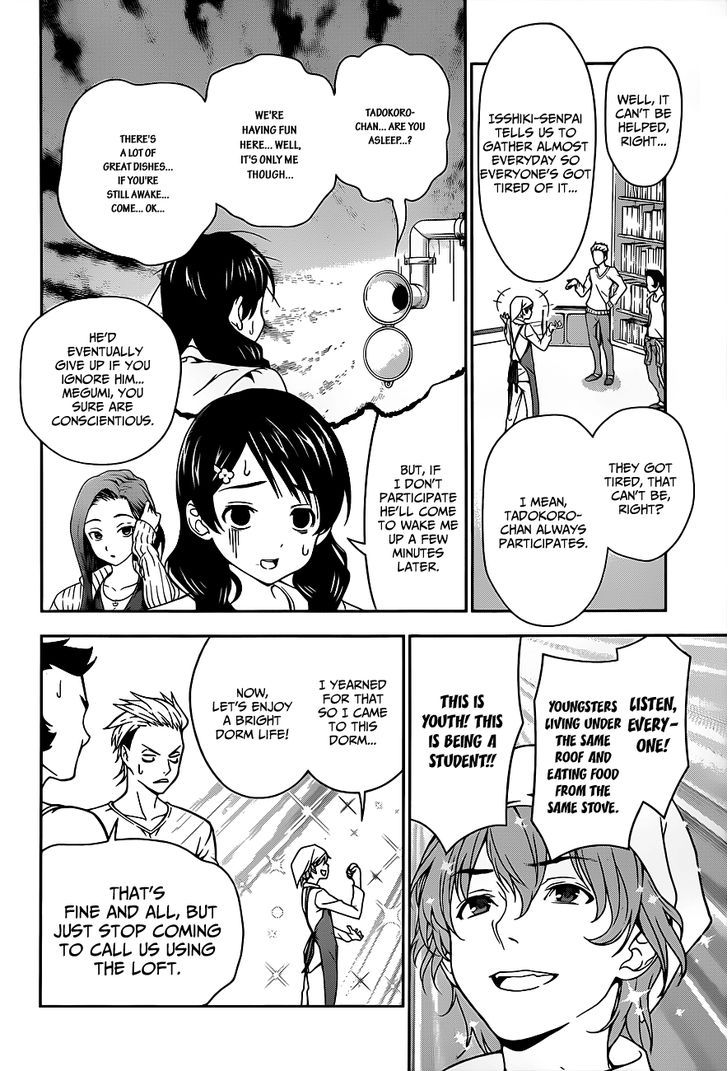 WELL, IT
CAN'T BE
HELPED,
RIGHT...
ISSHIKI-SENPAI
TELLS US TO
GATHER ALMOST
EVERYDAY SO
EVERYONE'S GOT
TIRED OF IT...
THEY GOT
TIRED, THAT
CAN'T BE,
RIGHT?
I MEAN,
TADOKORO-
CHAN ALWAYS
PARTICIPATES.
TADOKORO-
CHAN... ARE YOU
ASLEEP...?
WE'RE
HAVING FUN
HERE... WELL,
IT'S ONLY ME
THOUGH...
THERE'S
A LOT OF
GREAT DISHES...
IF YOU'RE
STILL AWAKE...
COME... OK...
BUT, IF
I DON'T
PARTICIPATE
HE'LL COME
TO WAKE ME
UP A FEW
MINUTES
LATER.
HE'D
EVENTUALLY
GIVE UP IF YOU
IGNORE HIM...
MEGUMI, YOU
SURE ARE
CONSCIENTIOUS.
LISTEN,
EVERY-
ONE!
YOUNGSTERS
LIVING UNDER
THE SAME
ROOF AND
EATING FOOD
FROM THE
SAME STOVE.
THIS IS
YOUTH! THIS
IS BEING A
STUDENT!!
I YEARNED
FOR THAT
SO I CAME
TO THIS
DORM...
NOW,
LET'S ENJOY
A BRIGHT
DORM LIFE!
THAT'S
FINE AND ALL, BUT
JUST STOP COMING
TO CALL US USING
THE LOFT.